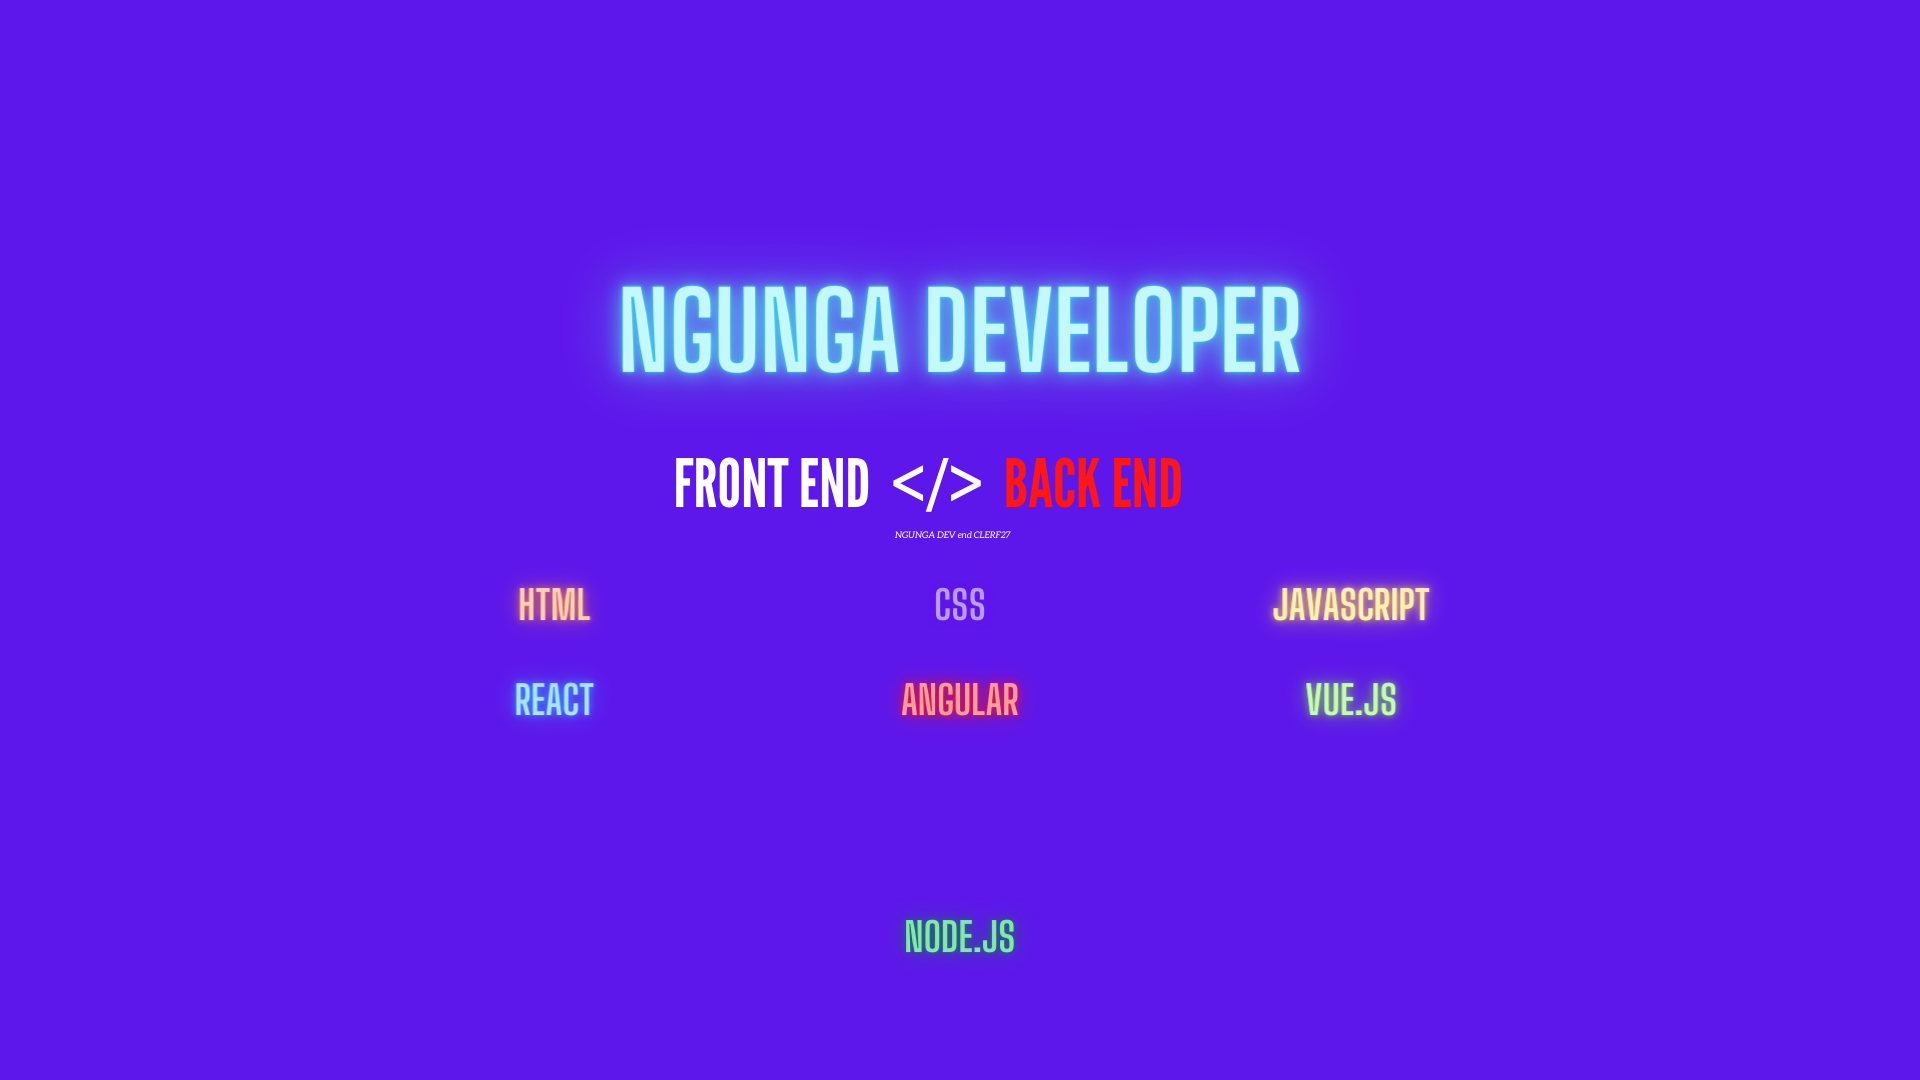 NGUNGA DEVELOPER
FRONT END </> BACK END
NGUNGA DEV end CLERF27
HTML CSS JAVASCRIPT
REACT ANGULAR VUE.JS
NODE.JS